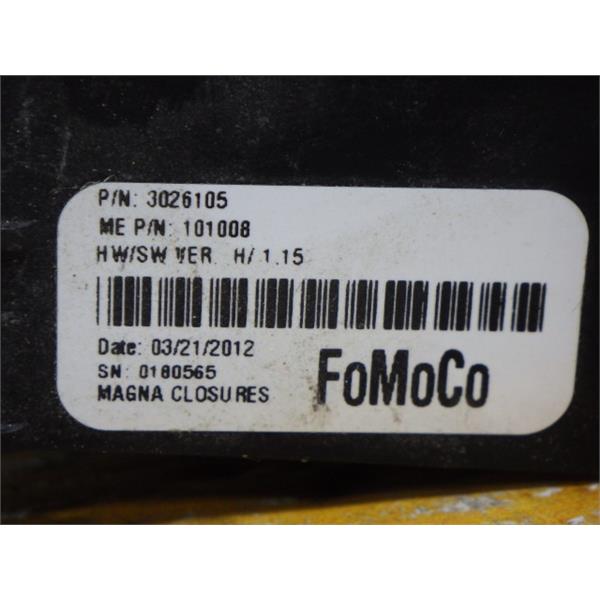 P/N: 3026105
ME P/N: 101008
HW/SW VER. H/ 1.15
Date: 03/21/2012
SN: 0180565
MAGNA CLOSURES
FoMoCo